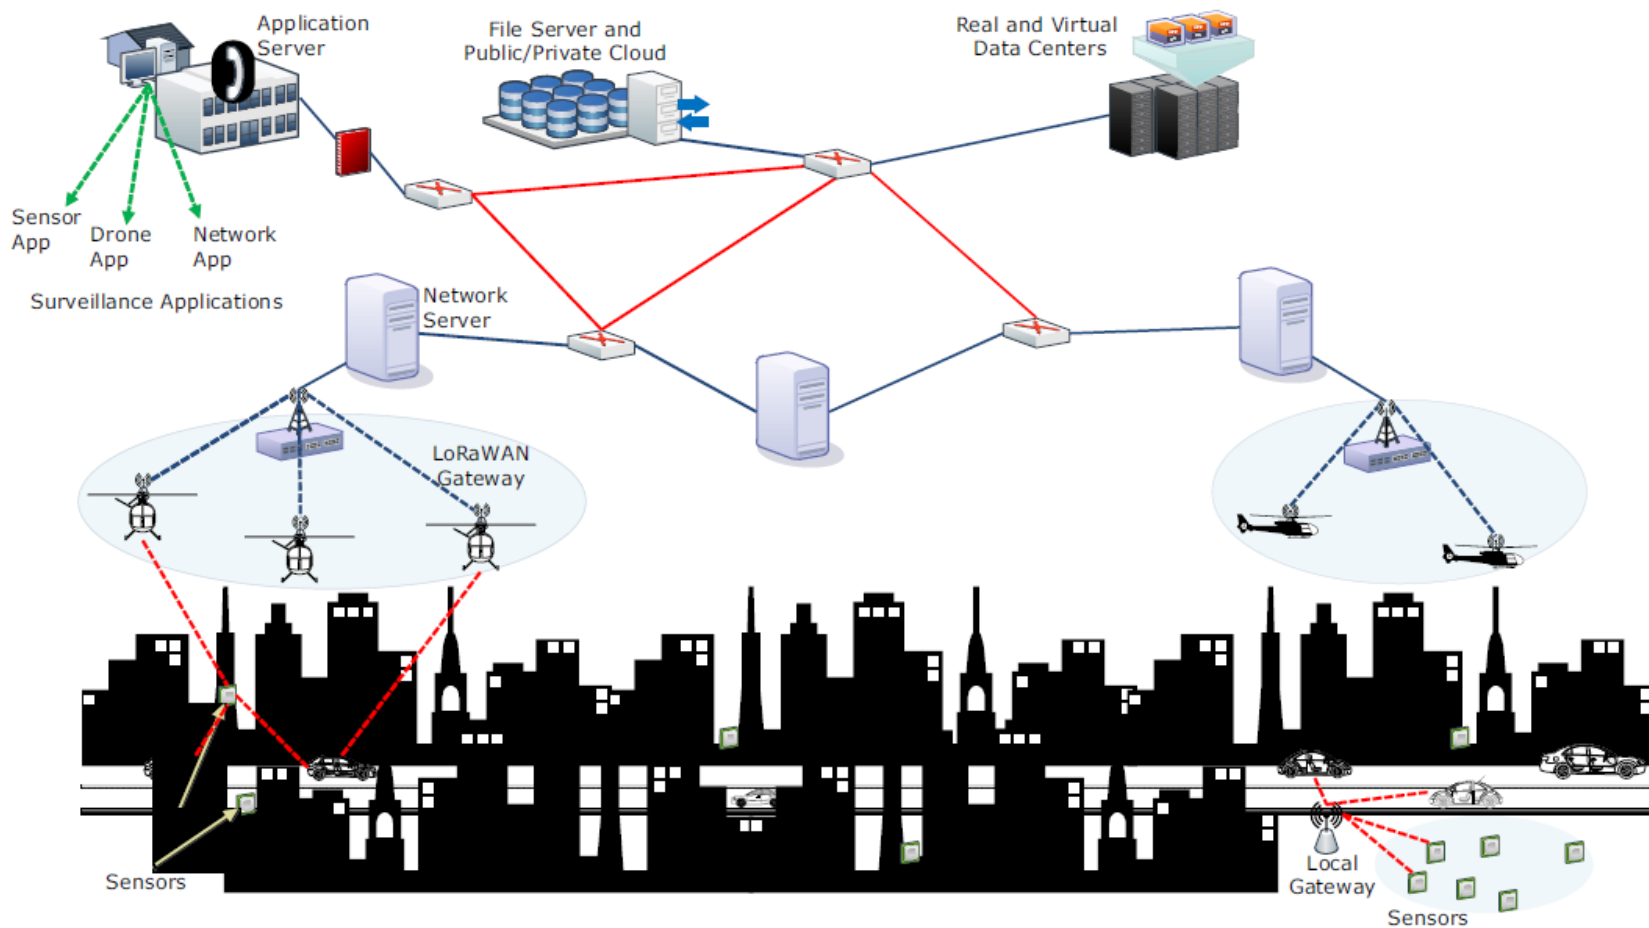 Application
Server
File Server and
Public/Private Cloud
Real and Virtual
Data Centers
Sensor
App
Drone
App
Network
App
Surveillance Applications
Network
Server
LoRaWAN
Gateway
Sensors
Local
Gateway
Sensors